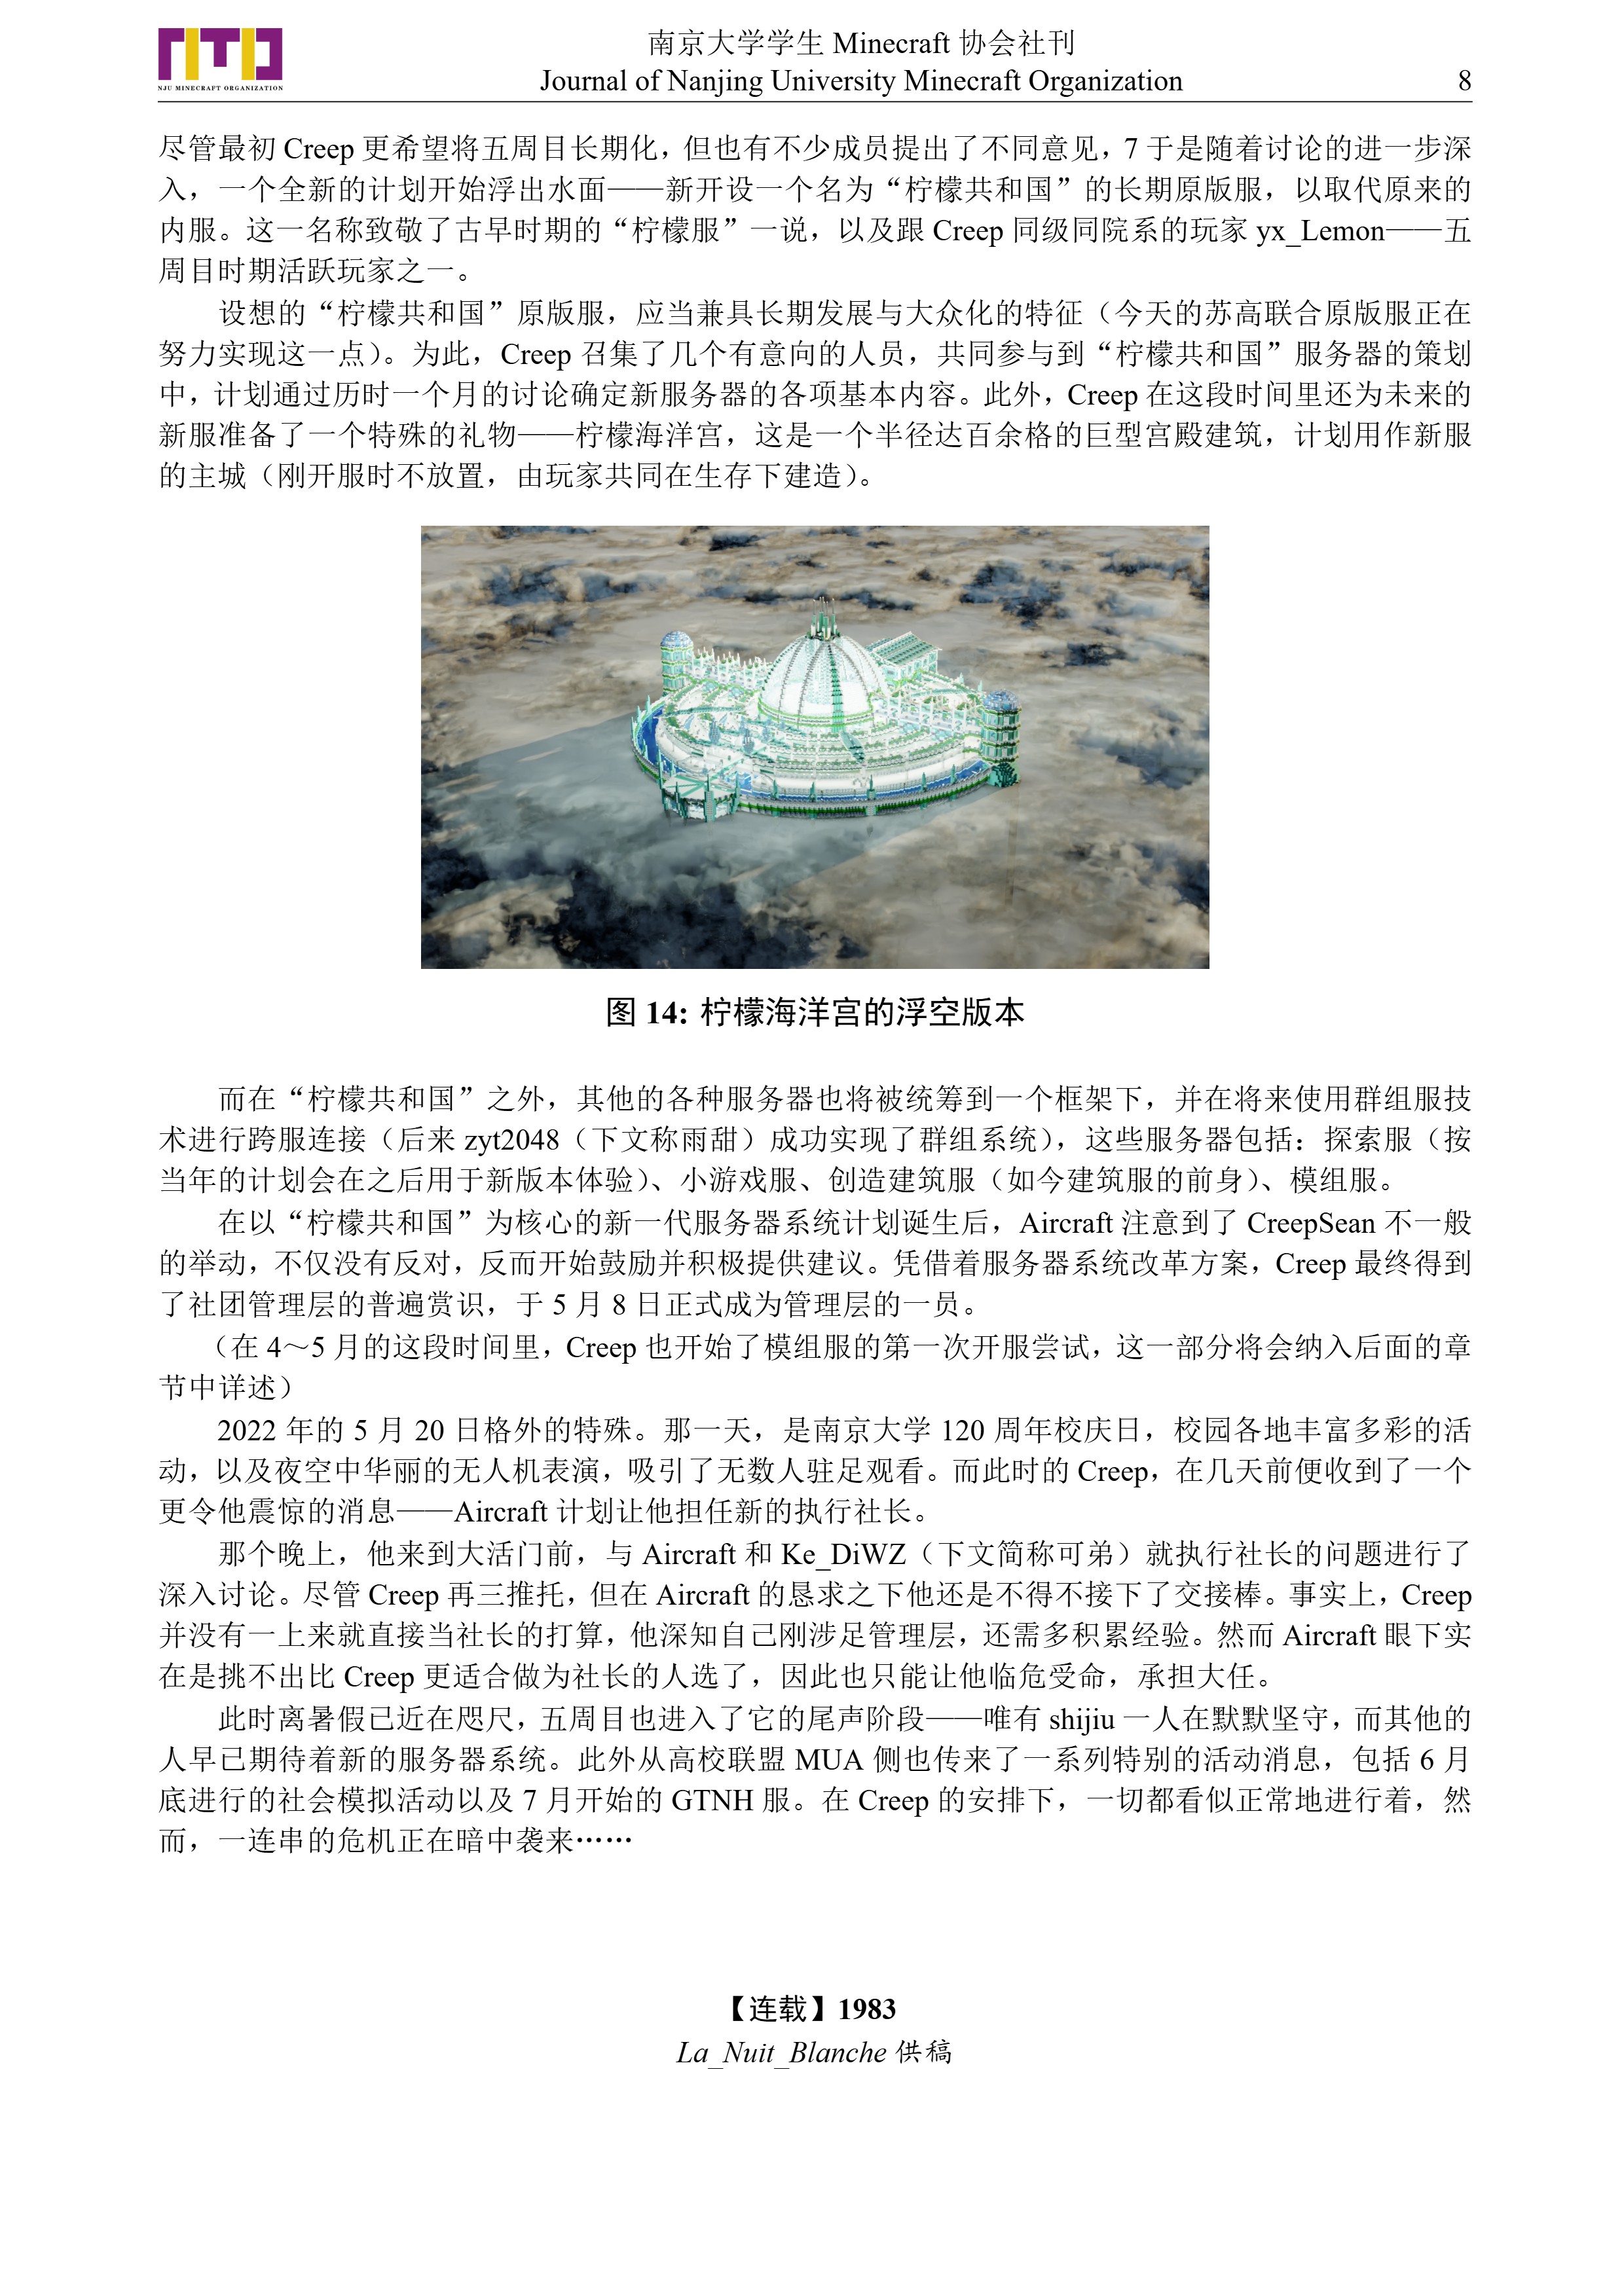 NJU MINECRAFT ORGANIZATION
南京大学学生 Minecraft 协会社刊
Journal of Nanjing University Minecraft Organization
8
尽管最初 Creep 更希望将五周目长期化，但也有不少成员提出了不同意见，7 于是随着讨论的进一步深
入，一个全新的计划开始浮出水面——新开设一个名为“柠檬共和国”的长期原版服，以取代原来的
内服。这一名称致敬了古早时期的“柠檬服”一说，以及跟 Creep 同级同院系的玩家 yx_Lemon——五
周目时期活跃玩家之一。
设想的“柠檬共和国”原版服，应当兼具长期发展与大众化的特征（今天的苏高联合原版服正在
努力实现这一点）。为此，Creep 召集了几个有意向的人员，共同参与到“柠檬共和国”服务器的策划
中，计划通过历时一个月的讨论确定新服务器的各项基本内容。此外，Creep 在这段时间里还为未来的
新服准备了一个特殊的礼物——柠檬海洋宫，这是一个半径达百余格的巨型宫殿建筑，计划用作新服
的主城（刚开服时不放置，由玩家共同在生存下建造）。
图 14: 柠檬海洋宫的浮空版本
而在“柠檬共和国”之外，其他的各种服务器也将被统筹到一个框架下，并在将来使用群组服技
术进行跨服连接（后来 zyt2048（下文称雨甜）成功实现了群组系统），这些服务器包括：探索服（按
当年的计划会在之后用于新版本体验）、小游戏服、创造建筑服（如今建筑服的前身）、模组服。
在以“柠檬共和国”为核心的新一代服务器系统计划诞生后，Aircraft 注意到了 CreepSean 不一般
的举动，不仅没有反对，反而开始鼓励并积极提供建议。凭借着服务器系统改革方案，Creep 最终得到
了社团管理层的普遍赏识，于 5 月 8 日正式成为管理层的一员。
（在 4～5 月的这段时间里，Creep 也开始了模组服的第一次开服尝试，这一部分将会纳入后面的章
节中详述）
2022 年的 5 月 20 日格外的特殊。那一天，是南京大学 120 周年校庆日，校园各地丰富多彩的活
动，以及夜空中华丽的无人机表演，吸引了无数人驻足观看。而此时的 Creep，在几天前便收到了一个
更令他震惊的消息——Aircraft 计划让他担任新的执行社长。
那个晚上，他来到大活门前，与 Aircraft 和 Ke_DiWZ（下文简称可弟）就执行社长的问题进行了
深入讨论。尽管 Creep 再三推托，但在 Aircraft 的恳求之下他还是不得不接下了交接棒。事实上，Creep
并没有一上来就直接当社长的打算，他深知自己刚涉足管理层，还需多积累经验。然而 Aircraft 眼下实
在是挑不出比 Creep 更适合做为社长的人选了，因此也只能让他临危受命，承担大任。
此时离暑假已近在咫尺，五周目也进入了它的尾声阶段——唯有 shijiu 一人在默默坚守，而其他的
人早已期待着新的服务器系统。此外从高校联盟 MUA 侧也传来了一系列特别的活动消息，包括 6 月
底进行的社会模拟活动以及 7 月开始的 GTNH 服。在 Creep 的安排下，一切都看似正常地进行着，然
而，一连串的危机正在暗中袭来……
【连载】1983
La_Nuit_Blanche 供稿